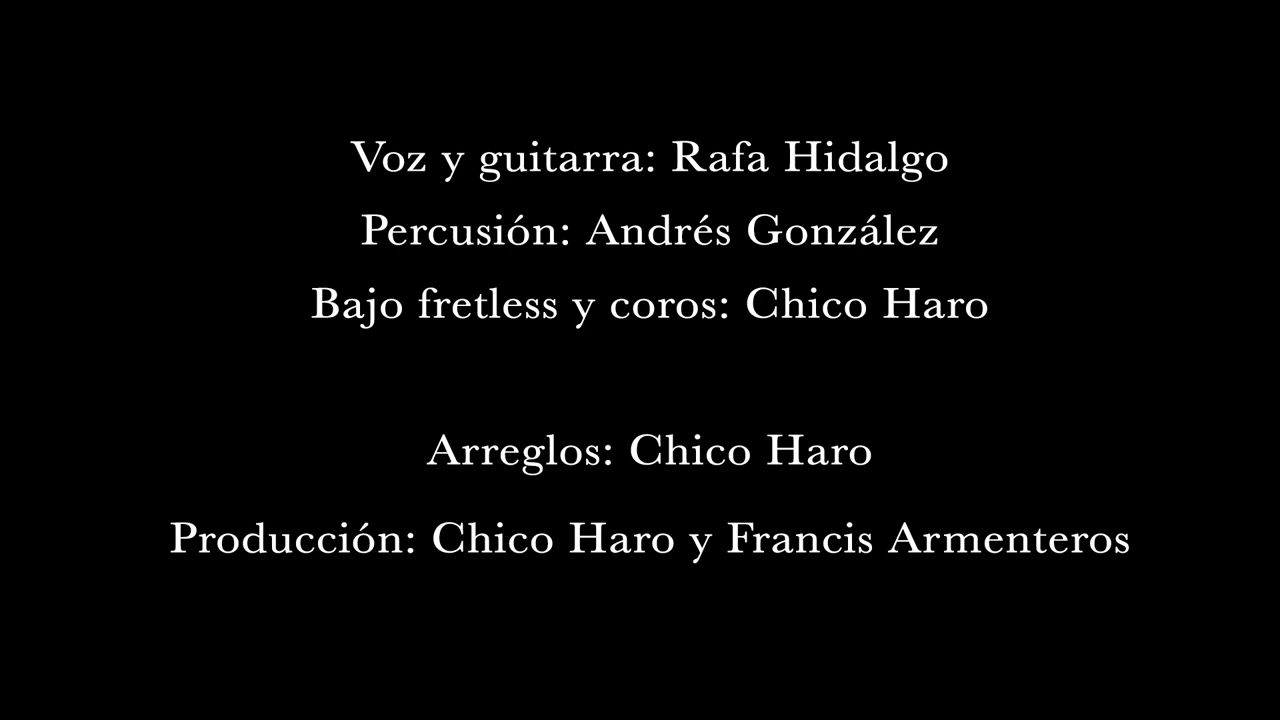 Voz y guitarra: Rafa Hidalgo
Percusión: Andrés González
Bajo fretless y coros: Chico Haro
Arreglos: Chico Haro
Producción: Chico Haro y Francis Armenteros